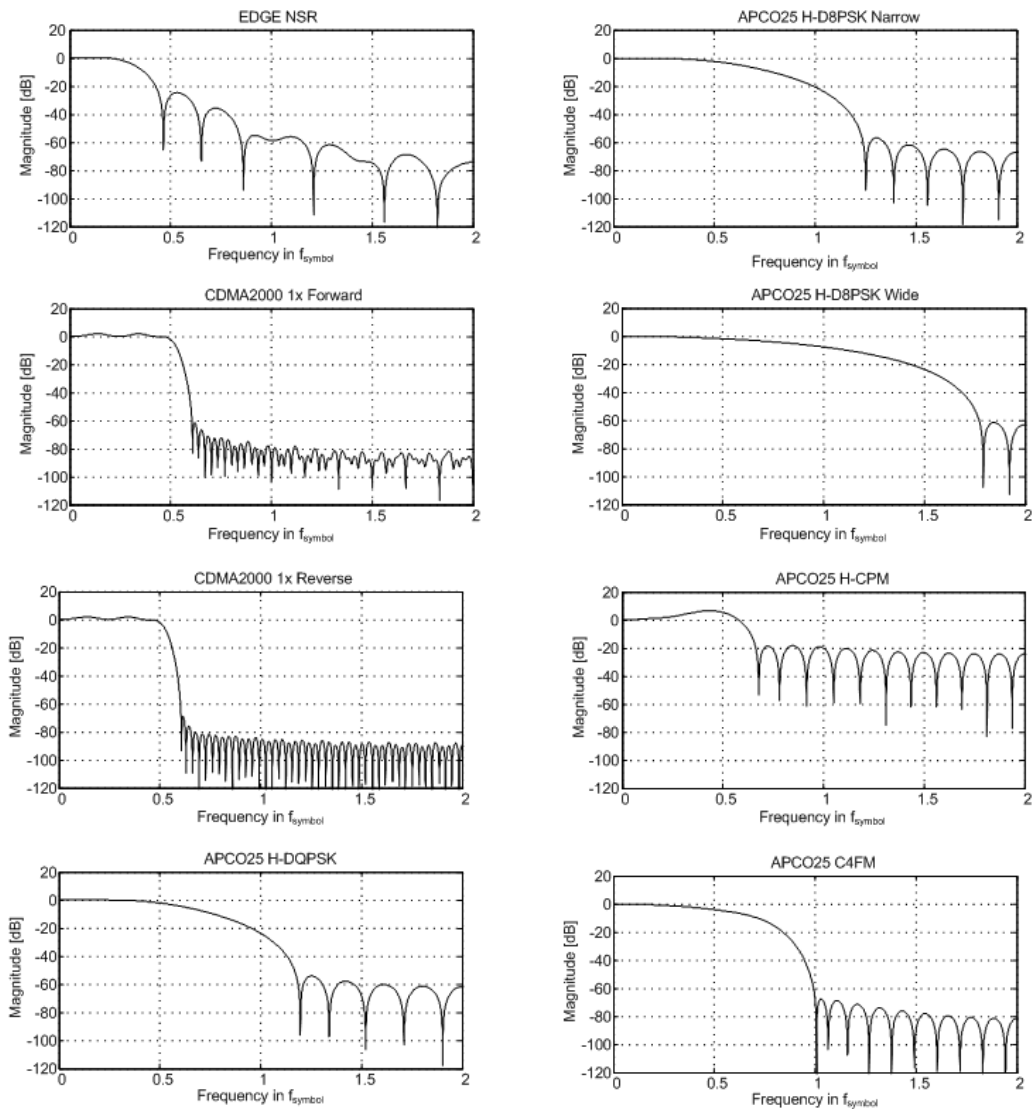 EDGE NSR
20
0
-20
-40
-60
-80
-100
-120
Magnitude [dB]
0 0.5 1 1.5 2
Frequency in f_symbol
APCO25 H-D8PSK Narrow
20
0
-20
-40
-60
-80
-100
-120
Magnitude [dB]
0 0.5 1 1.5 2
Frequency in f_symbol
CDMA2000 1x Forward
20
0
-20
-40
-60
-80
-100
-120
Magnitude [dB]
0 0.5 1 1.5 2
Frequency in f_symbol
APCO25 H-D8PSK Wide
20
0
-20
-40
-60
-80
-100
-120
Magnitude [dB]
0 0.5 1 1.5 2
Frequency in f_symbol
CDMA2000 1x Reverse
20
0
-20
-40
-60
-80
-100
-120
Magnitude [dB]
0 0.5 1 1.5 2
Frequency in f_symbol
APCO25 H-CPM
20
0
-20
-40
-60
-80
-100
-120
Magnitude [dB]
0 0.5 1 1.5 2
Frequency in f_symbol
APCO25 H-DQPSK
20
0
-20
-40
-60
-80
-100
-120
Magnitude [dB]
0 0.5 1 1.5 2
Frequency in f_symbol
APCO25 C4FM
20
0
-20
-40
-60
-80
-100
-120
Magnitude [dB]
0 0.5 1 1.5 2
Frequency in f_symbol